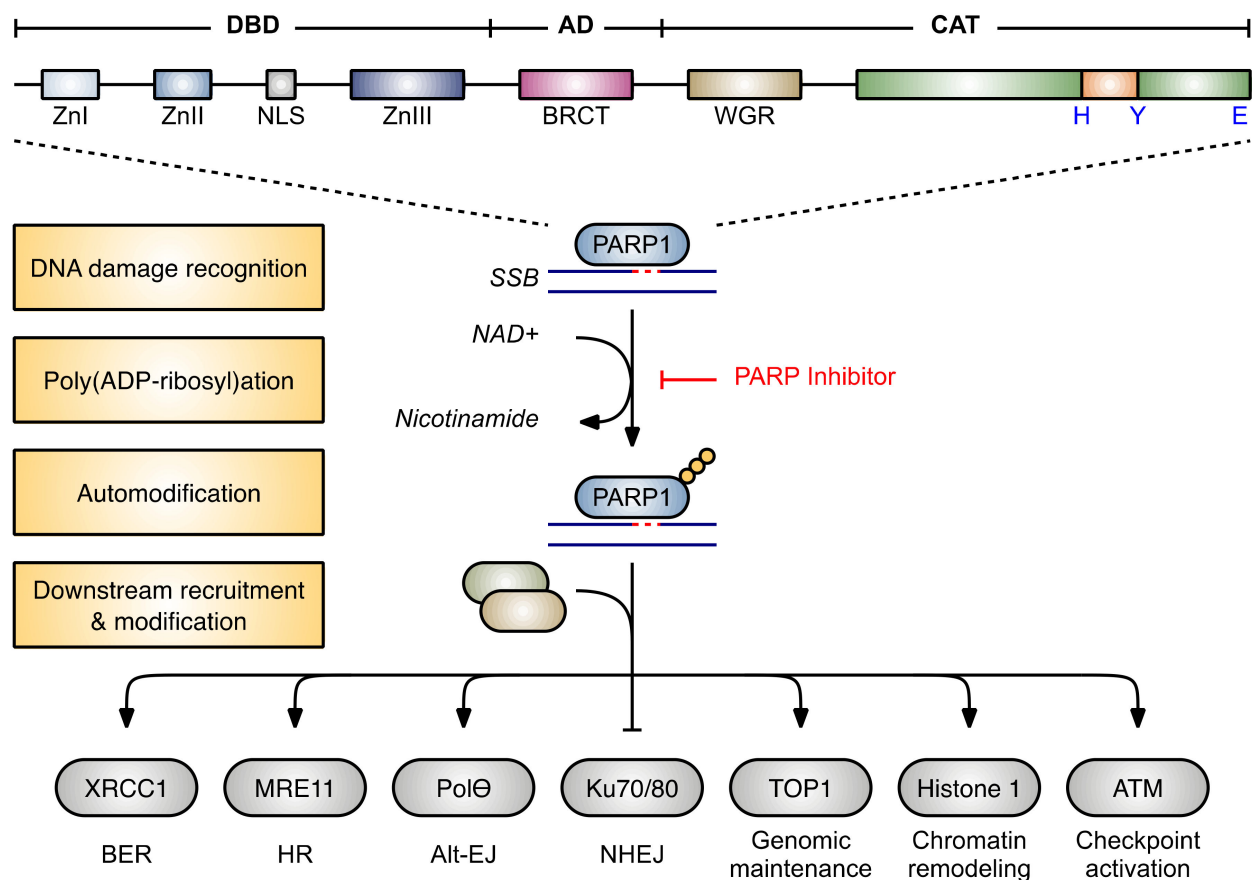 DBD AD CAT
ZnI ZnII NLS ZnIII BRCT WGR H Y E
PARP1
DNA damage recognition
SSB
NAD+
Poly(ADP-ribosyl)ation
PARP Inhibitor
Nicotinamide
Automodification
PARP1
Downstream recruitment
& modification
XRCC1 MRE11 PolΘ Ku70/80 TOP1 Histone 1 ATM
BER HR Alt-EJ NHEJ
Genomic
maintenance
Chromatin
remodeling
Checkpoint
activation